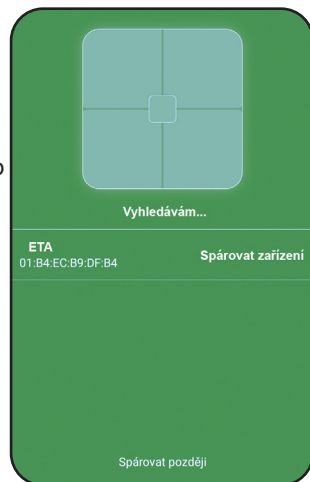 Vyhledávám...
ETA
01:B4:EC:B9:DF:B4
Spárovat zařízení
Spárovat později